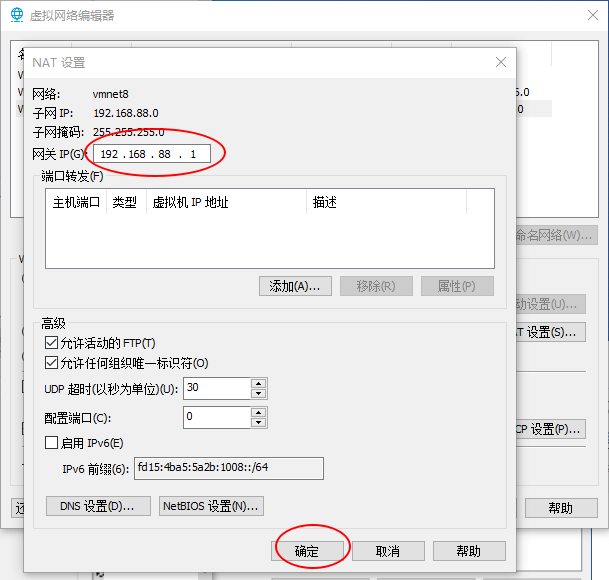 虚拟网络编辑器
NAT 设置
网络: vmnet8
子网 IP: 192.168.88.0
子网掩码: 255.255.255.0
网关 IP(G): 192 . 168 . 88 . 1
端口转发(F)
主机端口 类型 虚拟机 IP 地址 描述
添加(A)... 移除(R) 属性(P)
高级
允许活动的 FTP(T)
允许任何组织唯一标识符(O)
UDP 超时(以秒为单位)(U): 30
配置端口(C): 0
启用 IPv6(E)
IPv6 前缀(6): fd15:4ba5:5a2b:1008::/64
DNS 设置(D)... NetBIOS 设置(N)...
确定 取消 帮助
命名网络(W)...
动设置(U)...
T 设置(S)...
CP 设置(P)...
帮助